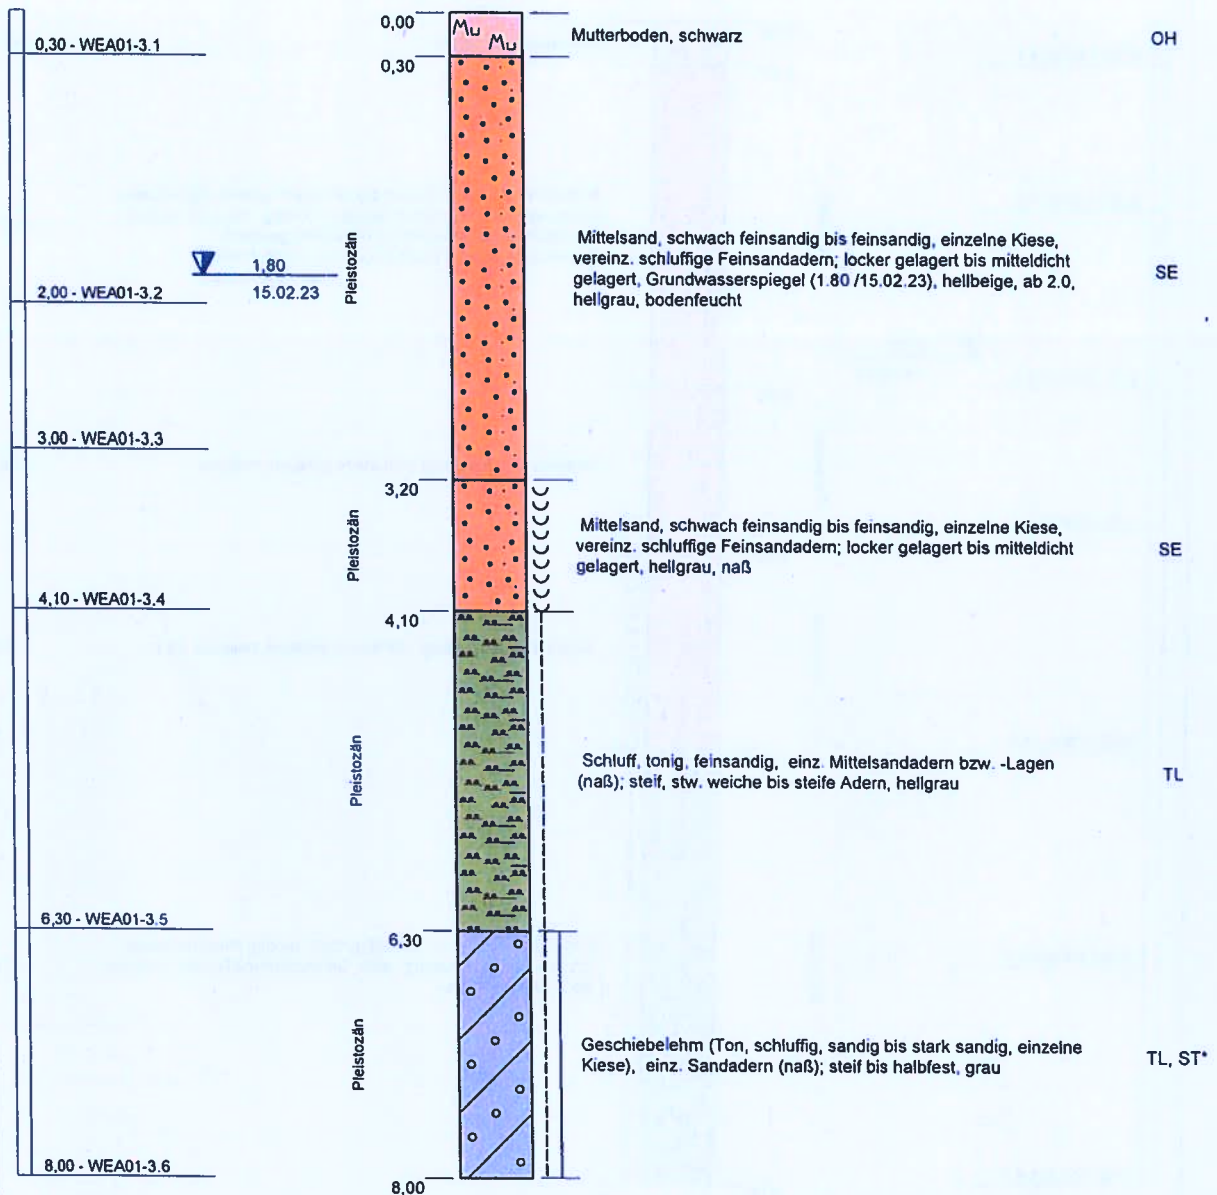 0,00
Mu Mu
Mutterboden, schwarz
OH
0,30 - WEA01-3.1
0,30
Pleistozän
1,80
15.02.23
2,00 - WEA01-3.2
Mittelsand, schwach feinsandig bis feinsandig, einzelne Kiese,
vereinz. schluffige Feinsandadern; locker gelagert bis mitteldicht
gelagert, Grundwasserspiegel (1.80 /15.02.23), hellbeige, ab 2.0,
hellgrau, bodenfeucht
SE
3,00 - WEA01-3.3
3,20
Pleistozän
Mittelsand, schwach feinsandig bis feinsandig, einzelne Kiese,
vereinz. schluffige Feinsandadern; locker gelagert bis mitteldicht
gelagert, hellgrau, naß
SE
4,10 - WEA01-3.4
4,10
Pleistozän
Schluff, tonig, feinsandig, einz. Mittelsandadern bzw. -Lagen
(naß); steif, stw. weiche bis steife Adern, hellgrau
TL
6,30 - WEA01-3.5
6,30
Pleistozän
Geschiebelehm (Ton, schluffig, sandig bis stark sandig, einzelne
Kiese), einz. Sandadern (naß); steif bis halbfest, grau
TL, ST*
8,00 - WEA01-3.6
8,00